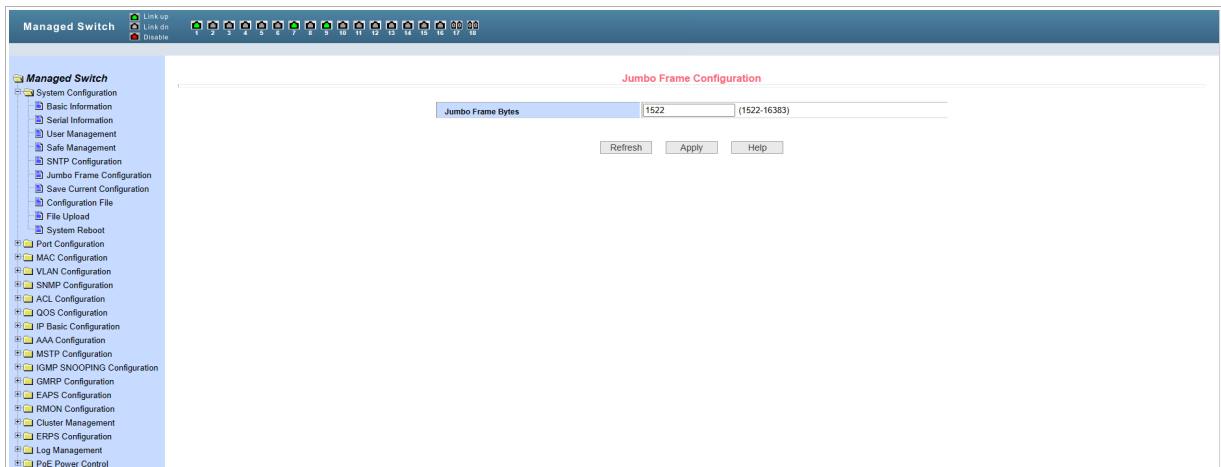 Managed Switch
Link up
Link dn
Disable
1 2 3 4 5 6 7 8 9 10 11 12 13 14 15 16 17 18
Managed Switch
System Configuration
Basic Information
Serial Information
User Management
Safe Management
SNTP Configuration
Jumbo Frame Configuration
Save Current Configuration
Configuration File
File Upload
System Reboot
Port Configuration
MAC Configuration
VLAN Configuration
SNMP Configuration
ACL Configuration
QOS Configuration
IP Basic Configuration
AAA Configuration
MSTP Configuration
IGMP SNOOPING Configuration
GMRP Configuration
EAPS Configuration
RMON Configuration
Cluster Management
ERPS Configuration
Log Management
PoE Power Control
Jumbo Frame Configuration
Jumbo Frame Bytes 1522 (1522-16383)
Refresh Apply Help